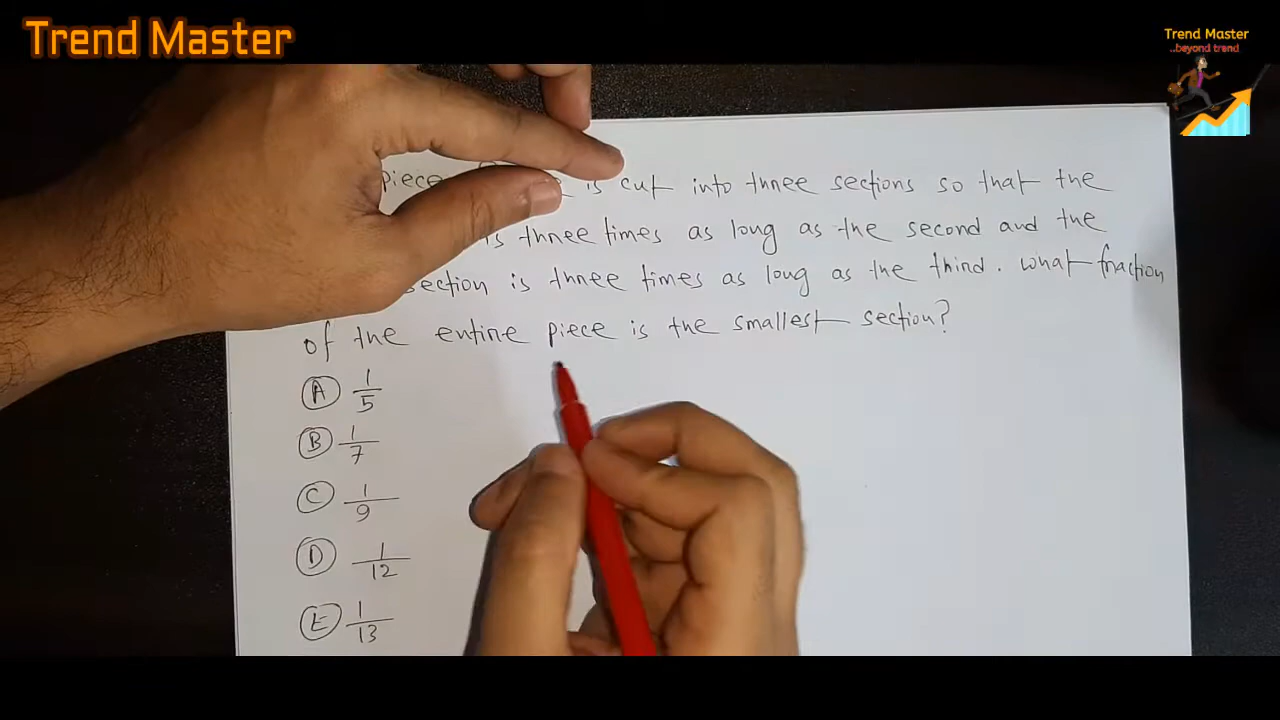 Trend Master
Trend Master
..beyond trend
piece is cut into three sections so that the
is three times as long as the second and the
section is three times as long as the third. what fraction
of the entire piece is the smallest section?
A 1/5
B 1/7
C 1/9
D 1/12
E 1/13